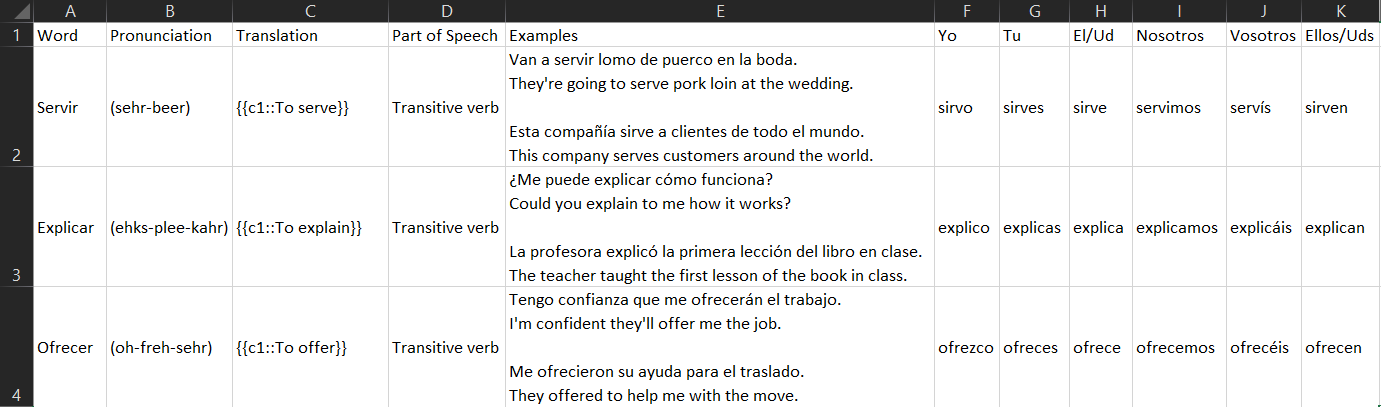 A B C D E F G H I J K
1 Word Pronunciation Translation Part of Speech Examples Yo Tu El/Ud Nosotros Vosotros Ellos/Uds
Van a servir lomo de puerco en la boda.
They're going to serve pork loin at the wedding.
Servir (sehr-beer) {{c1::To serve}} Transitive verb sirvo sirves sirve servimos servís sirven
Esta compañía sirve a clientes de todo el mundo.
2 This company serves customers around the world.
¿Me puede explicar cómo funciona?
Could you explain to me how it works?
Explicar (ehks-plee-kahr) {{c1::To explain}} Transitive verb explico explicas explica explicamos explicáis explican
La profesora explicó la primera lección del libro en clase.
3 The teacher taught the first lesson of the book in class.
Tengo confianza que me ofrecerán el trabajo.
I'm confident they'll offer me the job.
Ofrecer (oh-freh-sehr) {{c1::To offer}} Transitive verb ofrezco ofreces ofrece ofrecemos ofrecéis ofrecen
Me ofrecieron su ayuda para el traslado.
4 They offered to help me with the move.